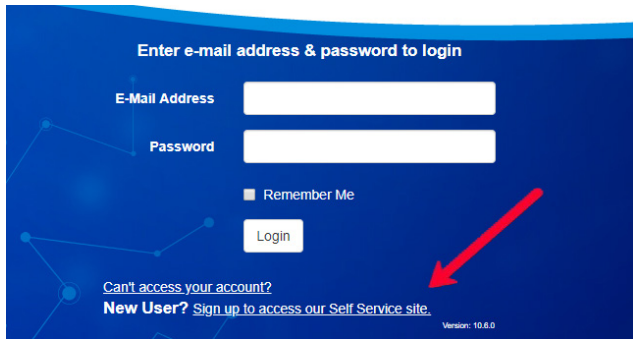 Enter e-mail address & password to login
E-Mail Address
Password
Remember Me
Login
Can't access your account?
New User? Sign up to access our Self Service site.
Version: 10.6.0